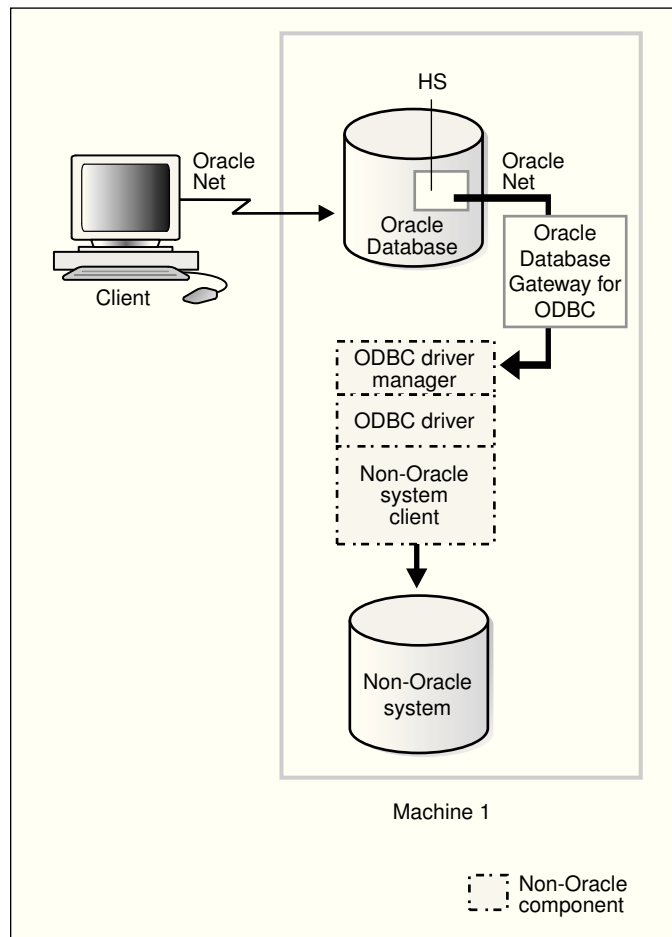 HS
Oracle
Net
Oracle
Net
Oracle
Database
Client
Oracle
Database
Gateway for
ODBC
ODBC driver
manager
ODBC driver
Non-Oracle
system
client
Non-Oracle
system
Machine 1
Non-Oracle
component